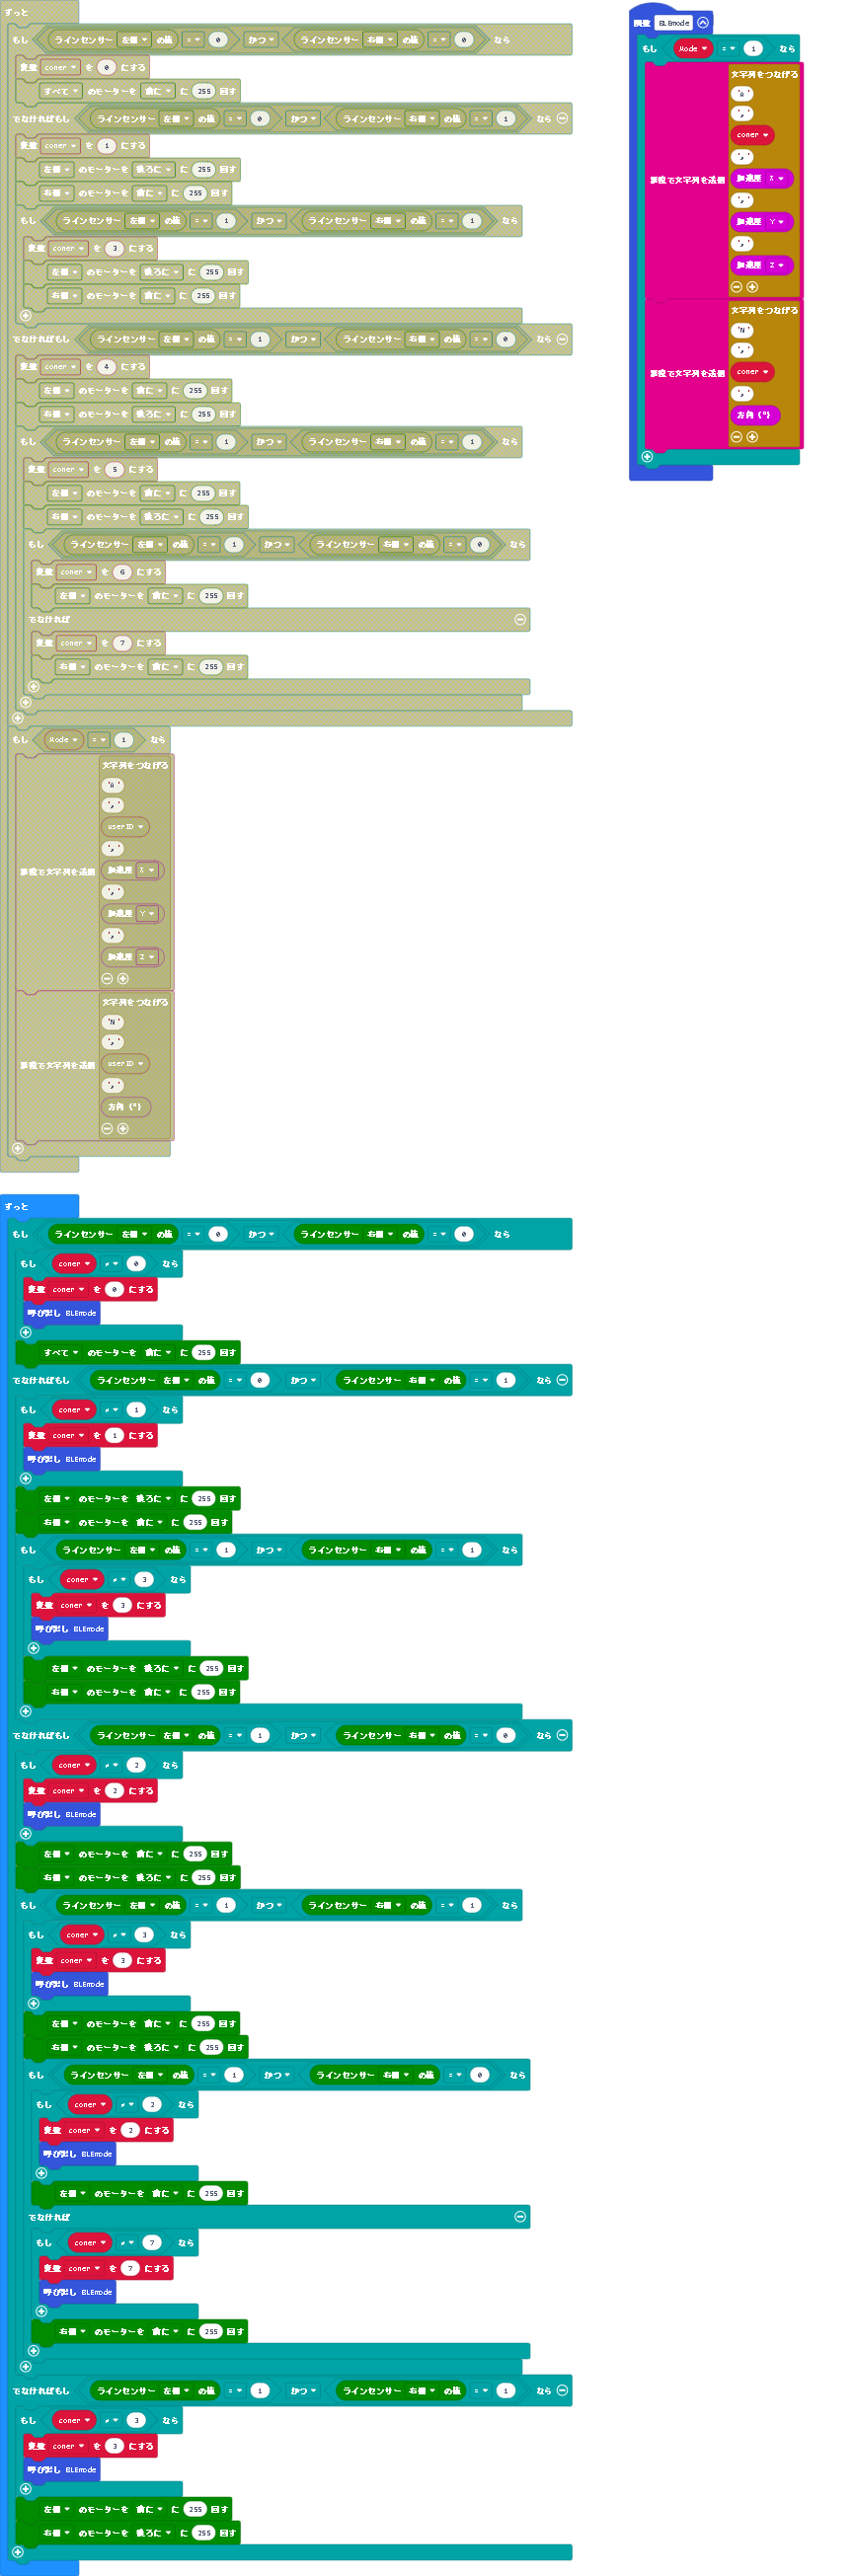 ずっと
もし ラインセンサー 左側 の値 = 0 かつ ラインセンサー 右側 の値 = 0 なら
変数 coner を 0 にする
すべて のモーターを 前に に 255 回す
でなければもし ラインセンサー 左側 の値 = 0 かつ ラインセンサー 右側 の値 = 1 なら
変数 coner を 1 にする
左側 のモーターを 後ろに に 255 回す
右側 のモーターを 前に に 255 回す
もし ラインセンサー 左側 の値 = 1 かつ ラインセンサー 右側 の値 = 1 なら
変数 coner を 3 にする
左側 のモーターを 後ろに に 255 回す
右側 のモーターを 前に に 255 回す
でなければもし ラインセンサー 左側 の値 = 1 かつ ラインセンサー 右側 の値 = 0 なら
変数 coner を 4 にする
左側 のモーターを 前に に 255 回す
右側 のモーターを 後ろに に 255 回す
もし ラインセンサー 左側 の値 = 1 かつ ラインセンサー 右側 の値 = 1 なら
変数 coner を 5 にする
左側 のモーターを 前に に 255 回す
右側 のモーターを 後ろに に 255 回す
もし ラインセンサー 左側 の値 = 1 かつ ラインセンサー 右側 の値 = 0 なら
変数 coner を 6 にする
左側 のモーターを 前に に 255 回す
でなければ
変数 coner を 7 にする
右側 のモーターを 前に に 255 回す
もし Mode = 1 なら
無線で文字列を送信 文字列をつなげる
","
userID
","
加速度 X
","
加速度 Y
","
加速度 Z
無線で文字列を送信 文字列をつなげる
"N"
","
userID
","
方角 (°)
関数 BLEmode
もし Mode = 1 なら
無線で文字列を送信 文字列をつなげる
","
coner
","
加速度 X
","
加速度 Y
","
加速度 Z
無線で文字列を送信 文字列をつなげる
"N"
","
coner
","
方角 (°)
ずっと
もし ラインセンサー 左側 の値 = 0 かつ ラインセンサー 右側 の値 = 0 なら
もし coner ≠ 0 なら
変数 coner を 0 にする
呼び出し BLEmode
すべて のモーターを 前に に 255 回す
でなければもし ラインセンサー 左側 の値 = 0 かつ ラインセンサー 右側 の値 = 1 なら
もし coner ≠ 1 なら
変数 coner を 1 にする
呼び出し BLEmode
左側 のモーターを 後ろに に 255 回す
右側 のモーターを 前に に 255 回す
もし ラインセンサー 左側 の値 = 1 かつ ラインセンサー 右側 の値 = 1 なら
もし coner ≠ 3 なら
変数 coner を 3 にする
呼び出し BLEmode
左側 のモーターを 後ろに に 255 回す
右側 のモーターを 前に に 255 回す
でなければもし ラインセンサー 左側 の値 = 1 かつ ラインセンサー 右側 の値 = 0 なら
もし coner ≠ 2 なら
変数 coner を 2 にする
呼び出し BLEmode
左側 のモーターを 前に に 255 回す
右側 のモーターを 後ろに に 255 回す
もし ラインセンサー 左側 の値 = 1 かつ ラインセンサー 右側 の値 = 1 なら
もし coner ≠ 3 なら
変数 coner を 3 にする
呼び出し BLEmode
左側 のモーターを 前に に 255 回す
右側 のモーターを 後ろに に 255 回す
もし ラインセンサー 左側 の値 = 1 かつ ラインセンサー 右側 の値 = 0 なら
もし coner ≠ 2 なら
変数 coner を 2 にする
呼び出し BLEmode
左側 のモーターを 前に に 255 回す
でなければ
もし coner ≠ 7 なら
変数 coner を 7 にする
呼び出し BLEmode
右側 のモーターを 前に に 255 回す
でなければもし ラインセンサー 左側 の値 = 1 かつ ラインセンサー 右側 の値 = 1 なら
もし coner ≠ 3 なら
変数 coner を 3 にする
呼び出し BLEmode
左側 のモーターを 前に に 255 回す
右側 のモーターを 後ろに に 255 回す